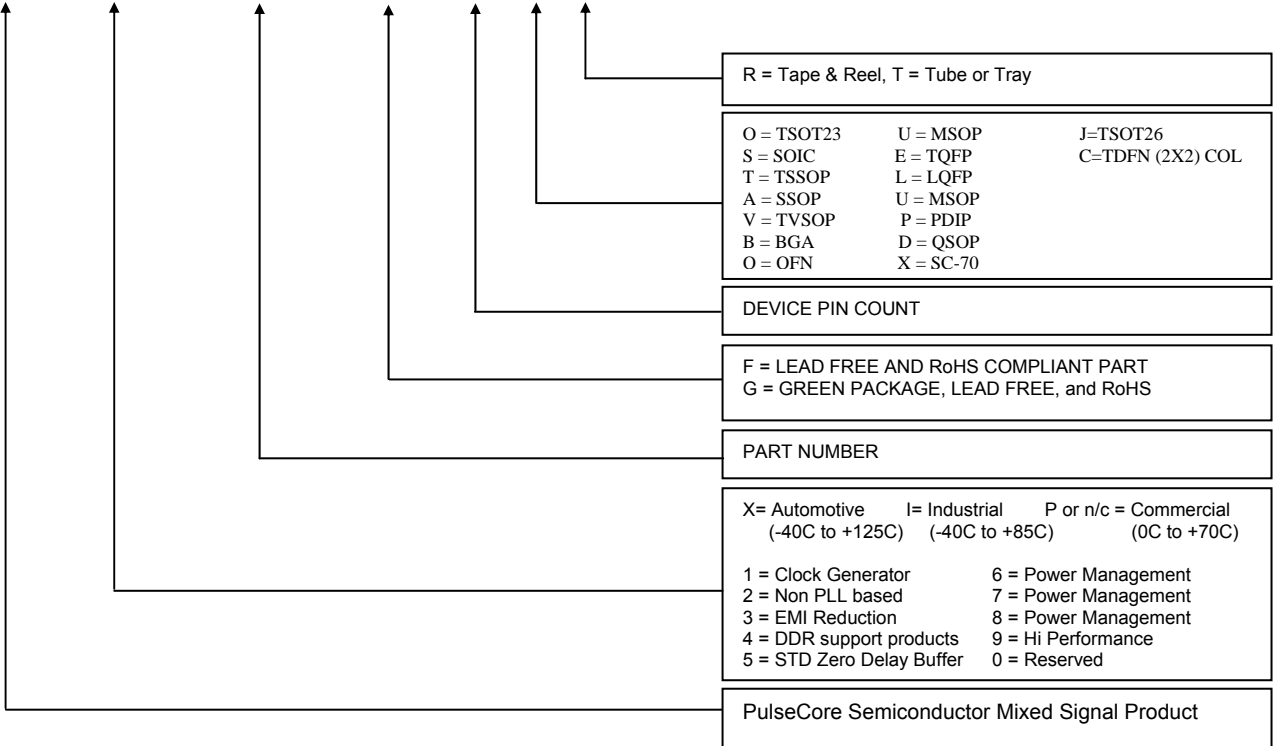 R = Tape & Reel, T = Tube or Tray
O = TSOT23 U = MSOP J=TSOT26
S = SOIC E = TQFP C=TDFN (2X2) COL
T = TSSOP L = LQFP
A = SSOP U = MSOP
V = TVSOP P = PDIP
B = BGA D = QSOP
O = OFN X = SC-70
DEVICE PIN COUNT
F = LEAD FREE AND RoHS COMPLIANT PART
G = GREEN PACKAGE, LEAD FREE, and RoHS
PART NUMBER
X= Automotive I= Industrial P or n/c = Commercial
(-40C to +125C) (-40C to +85C) (0C to +70C)
1 = Clock Generator 6 = Power Management
2 = Non PLL based 7 = Power Management
3 = EMI Reduction 8 = Power Management
4 = DDR support products 9 = Hi Performance
5 = STD Zero Delay Buffer 0 = Reserved
PulseCore Semiconductor Mixed Signal Product